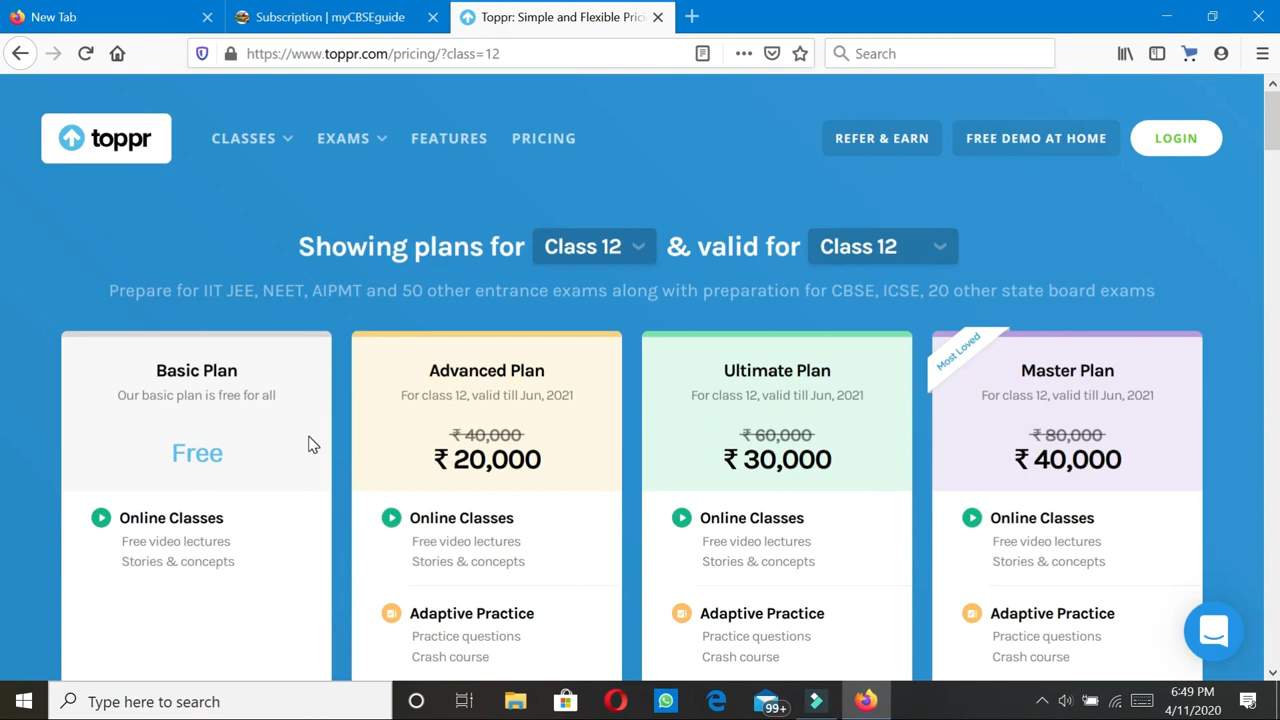 New Tab
Subscription | myCBSEguide
Toppr: Simple and Flexible Prici
https://www.toppr.com/pricing/?class=12
Search
toppr
CLASSES
EXAMS
FEATURES
PRICING
REFER & EARN
FREE DEMO AT HOME
LOGIN
Showing plans for Class 12 & valid for Class 12
Prepare for IIT JEE, NEET, AIPMT and 50 other entrance exams along with preparation for CBSE, ICSE, 20 other state board exams
Basic Plan
Our basic plan is free for all
Free
Online Classes
Free video lectures
Stories & concepts
Advanced Plan
For class 12, valid till Jun, 2021
₹ 40,000
₹ 20,000
Online Classes
Free video lectures
Stories & concepts
Adaptive Practice
Practice questions
Crash course
Ultimate Plan
For class 12, valid till Jun, 2021
₹ 60,000
₹ 30,000
Online Classes
Free video lectures
Stories & concepts
Adaptive Practice
Practice questions
Crash course
Most Loved
Master Plan
For class 12, valid till Jun, 2021
₹ 80,000
₹ 40,000
Online Classes
Free video lectures
Stories & concepts
Adaptive Practice
Practice questions
Crash course
Type here to search
99+
6:49 PM
4/11/2020